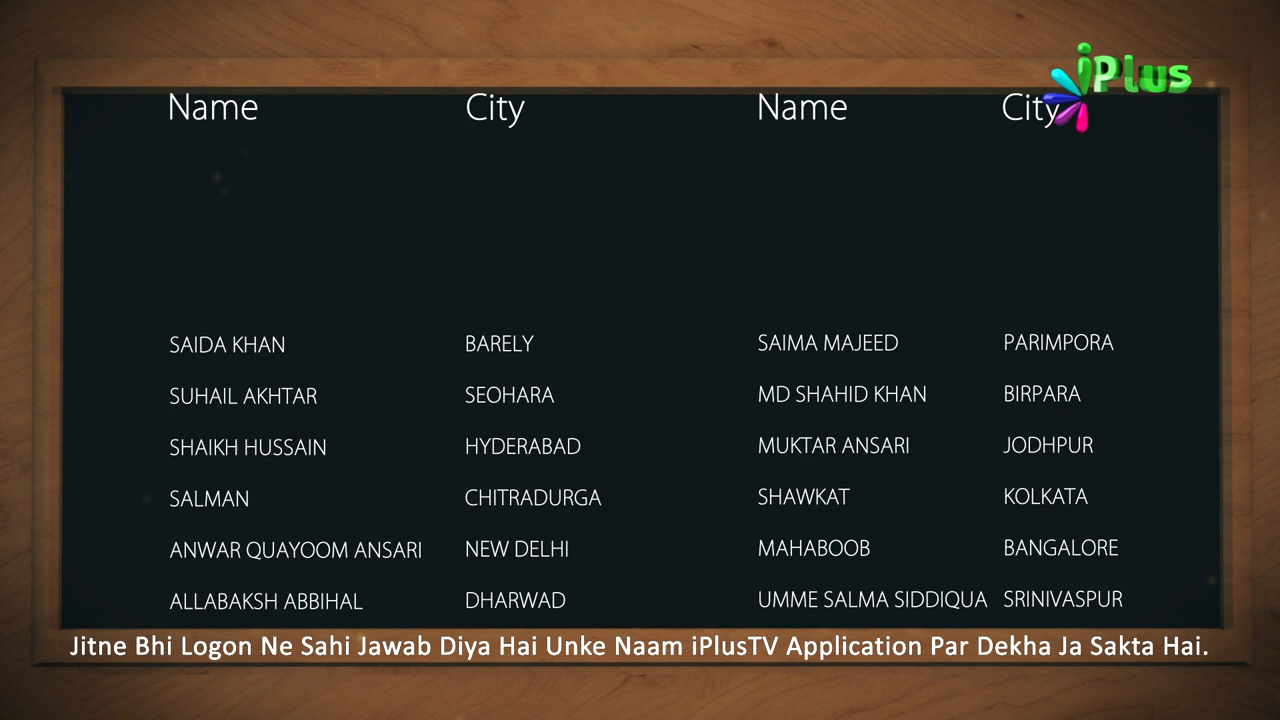 iPlus
Name City Name City
SAIDA KHAN BARELY SAIMA MAJEED PARIMPORA
SUHAIL AKHTAR SEOHARA MD SHAHID KHAN BIRPARA
SHAIKH HUSSAIN HYDERABAD MUKTAR ANSARI JODHPUR
SALMAN CHITRADURGA SHAWKAT KOLKATA
ANWAR QUAYOOM ANSARI NEW DELHI MAHABOOB BANGALORE
ALLABAKSH ABBIHAL DHARWAD UMME SALMA SIDDIQUA SRINIVASPUR
Jitne Bhi Logon Ne Sahi Jawab Diya Hai Unke Naam iPlusTV Application Par Dekha Ja Sakta Hai.